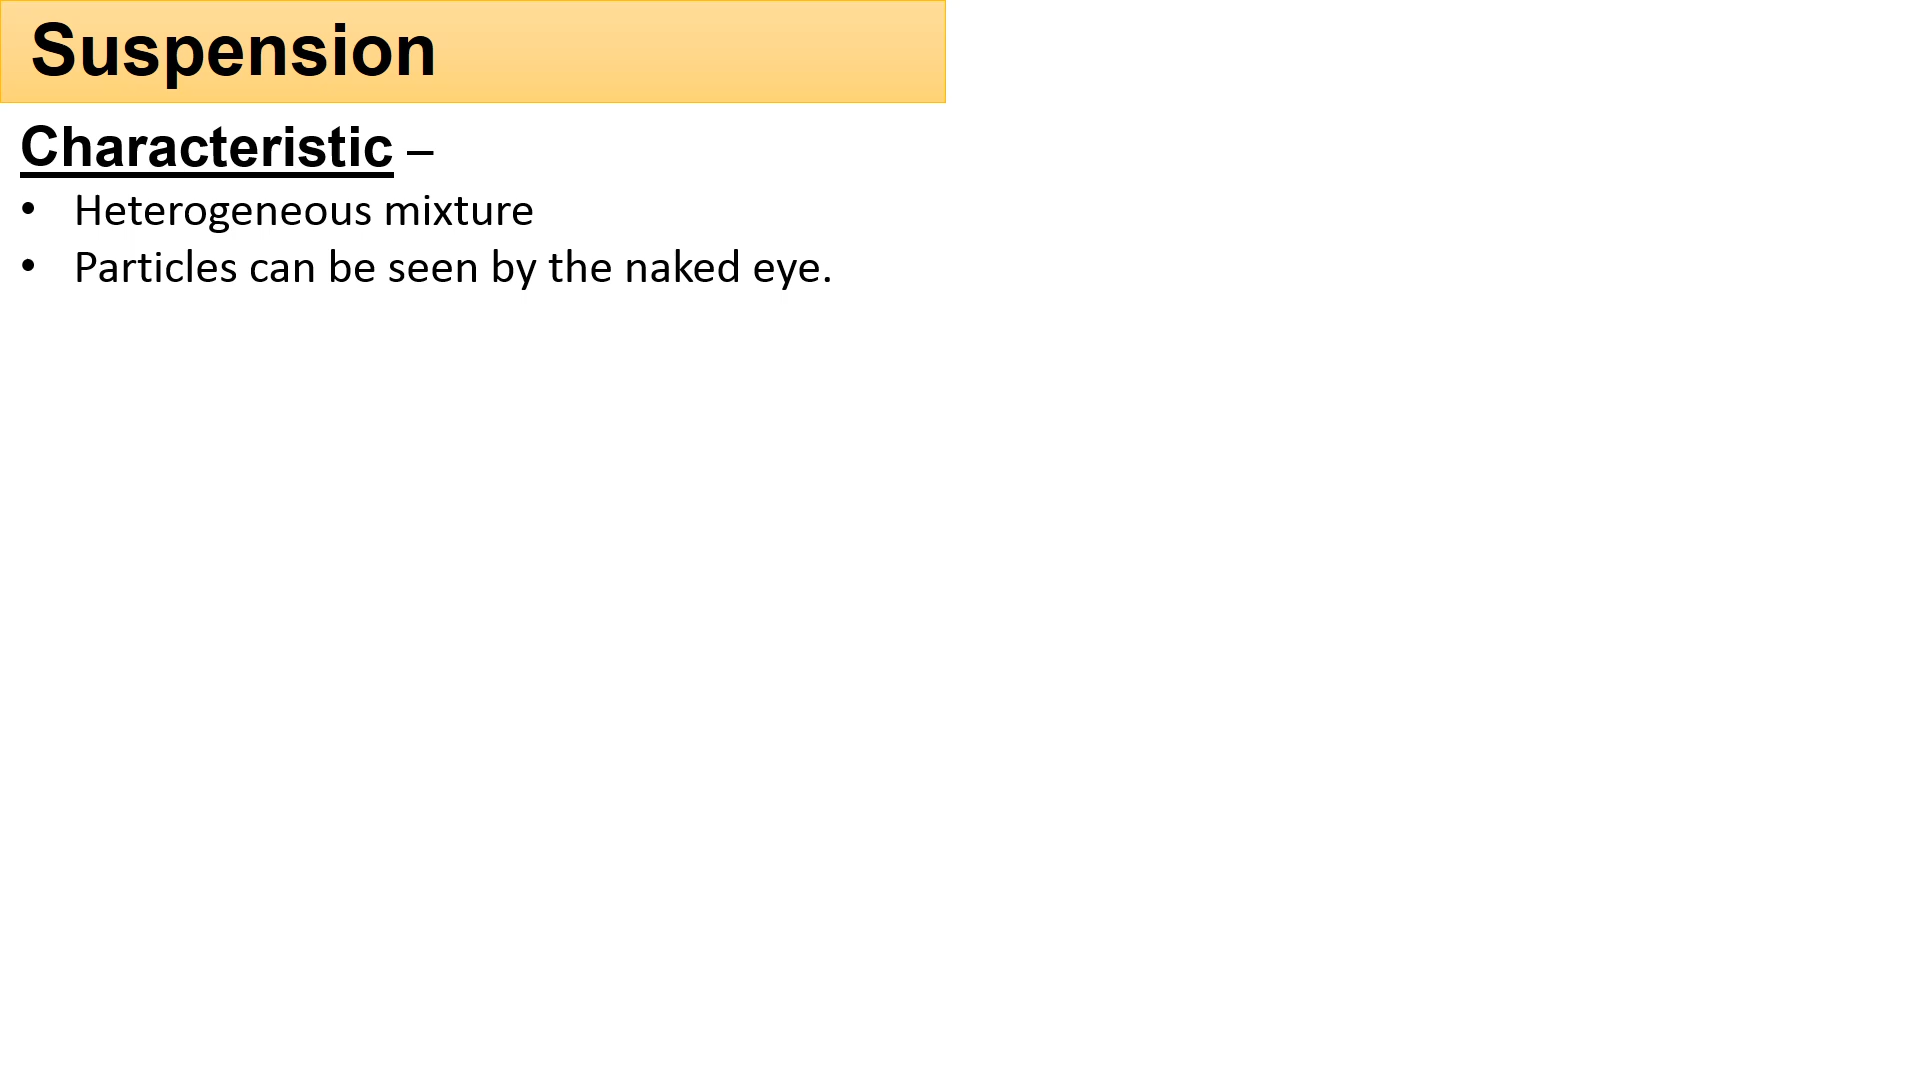 Suspension
Characteristic –
• Heterogeneous mixture
• Particles can be seen by the naked eye.